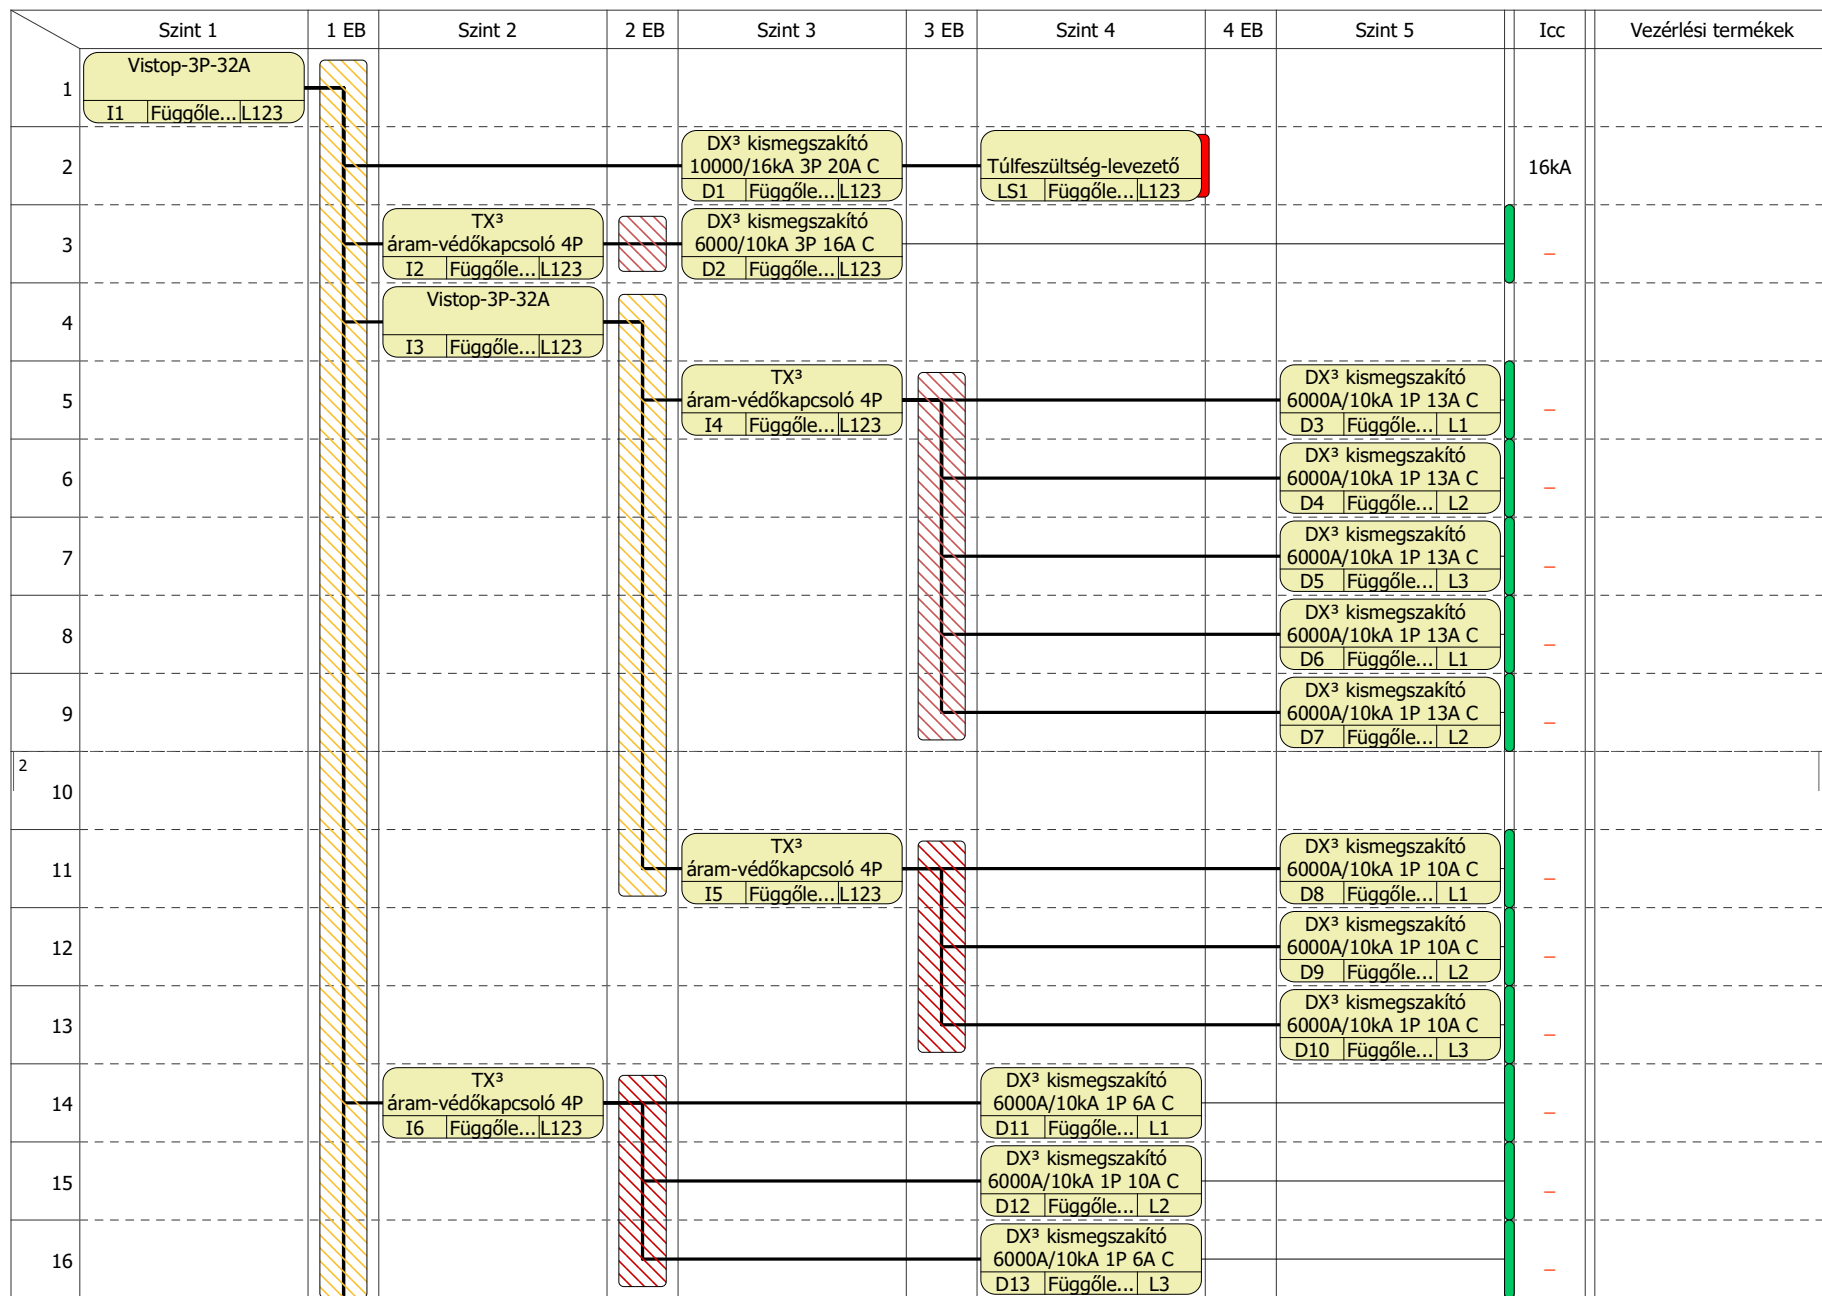 Szint 1 1 EB Szint 2 2 EB Szint 3 3 EB Szint 4 4 EB Szint 5 Icc Vezérlési termékek
1
Vistop-3P-32A
I1 Függőle... L123
2
DX³ kismegszakító
10000/16kA 3P 20A C
D1 Függőle... L123
Túlfeszültség-levezető
LS1 Függőle... L123
16kA
3
TX³
áram-védőkapcsoló 4P
I2 Függőle... L123
DX³ kismegszakító
6000/10kA 3P 16A C
D2 Függőle... L123
_
4
Vistop-3P-32A
I3 Függőle... L123
5
TX³
áram-védőkapcsoló 4P
I4 Függőle... L123
DX³ kismegszakító
6000A/10kA 1P 13A C
D3 Függőle... L1
_
6
DX³ kismegszakító
6000A/10kA 1P 13A C
D4 Függőle... L2
_
7
DX³ kismegszakító
6000A/10kA 1P 13A C
D5 Függőle... L3
_
8
DX³ kismegszakító
6000A/10kA 1P 13A C
D6 Függőle... L1
_
9
DX³ kismegszakító
6000A/10kA 1P 13A C
D7 Függőle... L2
_
2
10
11
TX³
áram-védőkapcsoló 4P
I5 Függőle... L123
DX³ kismegszakító
6000A/10kA 1P 10A C
D8 Függőle... L1
_
12
DX³ kismegszakító
6000A/10kA 1P 10A C
D9 Függőle... L2
_
13
DX³ kismegszakító
6000A/10kA 1P 10A C
D10 Függőle... L3
_
14
TX³
áram-védőkapcsoló 4P
I6 Függőle... L123
DX³ kismegszakító
6000A/10kA 1P 6A C
D11 Függőle... L1
_
15
DX³ kismegszakító
6000A/10kA 1P 10A C
D12 Függőle... L2
_
16
DX³ kismegszakító
6000A/10kA 1P 6A C
D13 Függőle... L3
_